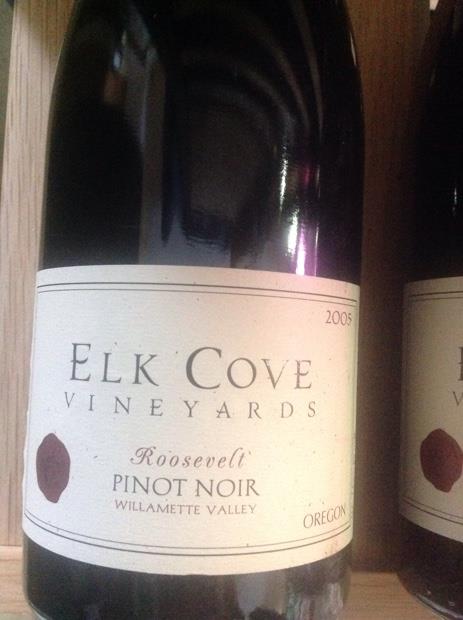 2005
ELK COVE
VINEYARDS
Roosevelt
PINOT NOIR
WILLAMETTE VALLEY
OREGON